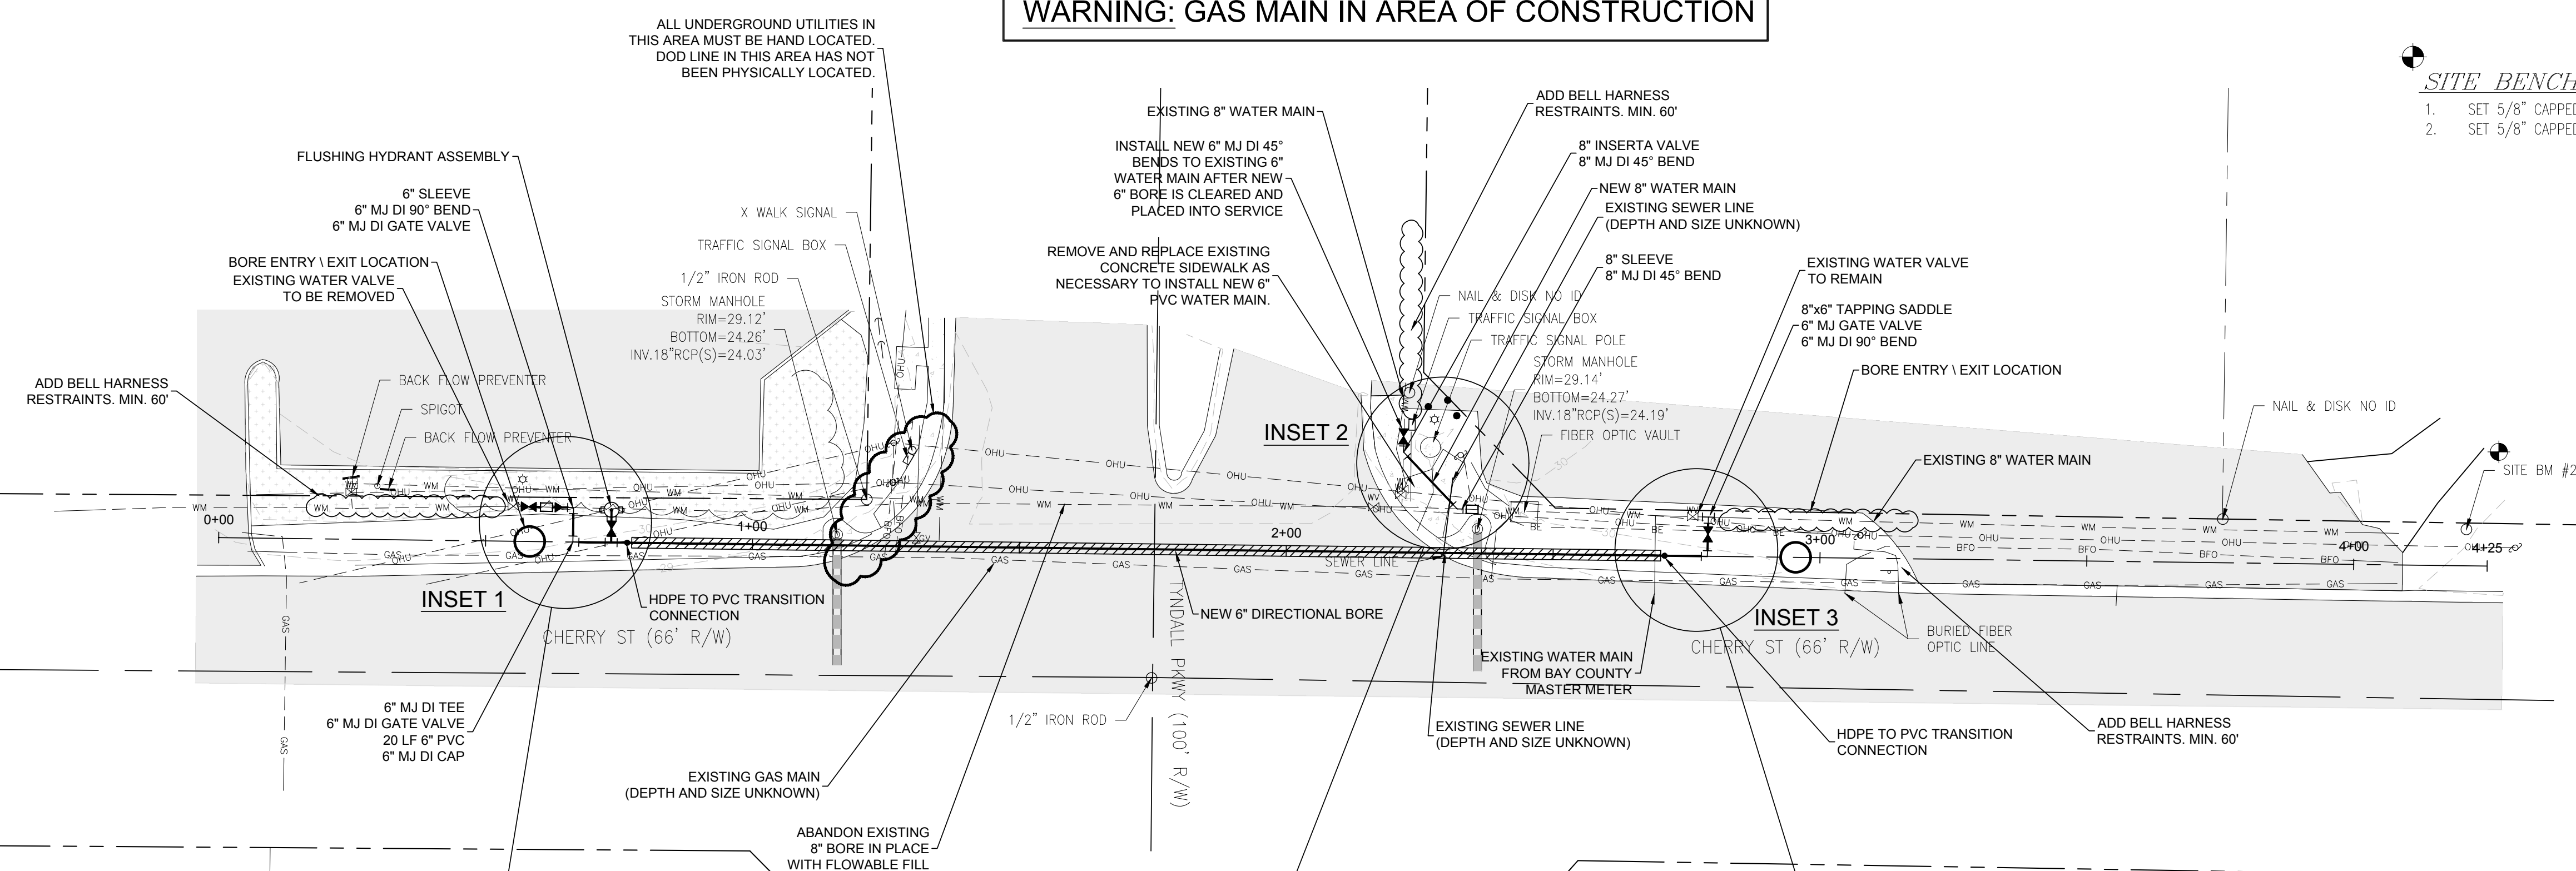 WARNING: GAS MAIN IN AREA OF CONSTRUCTION
ALL UNDERGROUND UTILITIES IN
THIS AREA MUST BE HAND LOCATED.
DOD LINE IN THIS AREA HAS NOT
BEEN PHYSICALLY LOCATED.
SITE BENCH
1. SET 5/8" CAPPED
2. SET 5/8" CAPPED
FLUSHING HYDRANT ASSEMBLY
6" SLEEVE
6" MJ DI 90° BEND
6" MJ DI GATE VALVE
BORE ENTRY \ EXIT LOCATION
EXISTING WATER VALVE
TO BE REMOVED
ADD BELL HARNESS
RESTRAINTS. MIN. 60'
BACK FLOW PREVENTER
SPIGOT
BACK FLOW PREVENTER
X WALK SIGNAL
TRAFFIC SIGNAL BOX
1/2" IRON ROD
STORM MANHOLE
RIM=29.12'
BOTTOM=24.26'
INV.18"RCP(S)=24.03'
EXISTING 8" WATER MAIN
INSTALL NEW 6" MJ DI 45°
BENDS TO EXISTING 6"
WATER MAIN AFTER NEW
6" BORE IS CLEARED AND
PLACED INTO SERVICE
REMOVE AND REPLACE EXISTING
CONCRETE SIDEWALK AS
NECESSARY TO INSTALL NEW 6"
PVC WATER MAIN.
ADD BELL HARNESS
RESTRAINTS. MIN. 60'
8" INSERTA VALVE
8" MJ DI 45° BEND
NEW 8" WATER MAIN
EXISTING SEWER LINE
(DEPTH AND SIZE UNKNOWN)
8" SLEEVE
8" MJ DI 45° BEND
NAIL & DISK NO ID
TRAFFIC SIGNAL BOX
TRAFFIC SIGNAL POLE
STORM MANHOLE
RIM=29.14'
BOTTOM=24.27'
INV.18"RCP(S)=24.19'
FIBER OPTIC VAULT
EXISTING WATER VALVE
TO REMAIN
8"x6" TAPPING SADDLE
6" MJ GATE VALVE
6" MJ DI 90° BEND
BORE ENTRY \ EXIT LOCATION
EXISTING 8" WATER MAIN
NAIL & DISK NO ID
SITE BM #2
INSET 2
0+00
1+00
2+00
3+00
4+00
4+25
SEWER LINE
INSET 1
HDPE TO PVC TRANSITION
CONNECTION
CHERRY ST (66' R/W)
NEW 6" DIRECTIONAL BORE
TYNDALL PKWY (100' R/W)
INSET 3
CHERRY ST (66' R/W)
BURIED FIBER
OPTIC LINE
EXISTING WATER MAIN
FROM BAY COUNTY
MASTER METER
6" MJ DI TEE
6" MJ DI GATE VALVE
20 LF 6" PVC
6" MJ DI CAP
1/2" IRON ROD
EXISTING SEWER LINE
(DEPTH AND SIZE UNKNOWN)
HDPE TO PVC TRANSITION
CONNECTION
ADD BELL HARNESS
RESTRAINTS. MIN. 60'
EXISTING GAS MAIN
(DEPTH AND SIZE UNKNOWN)
ABANDON EXISTING
8" BORE IN PLACE
WITH FLOWABLE FILL